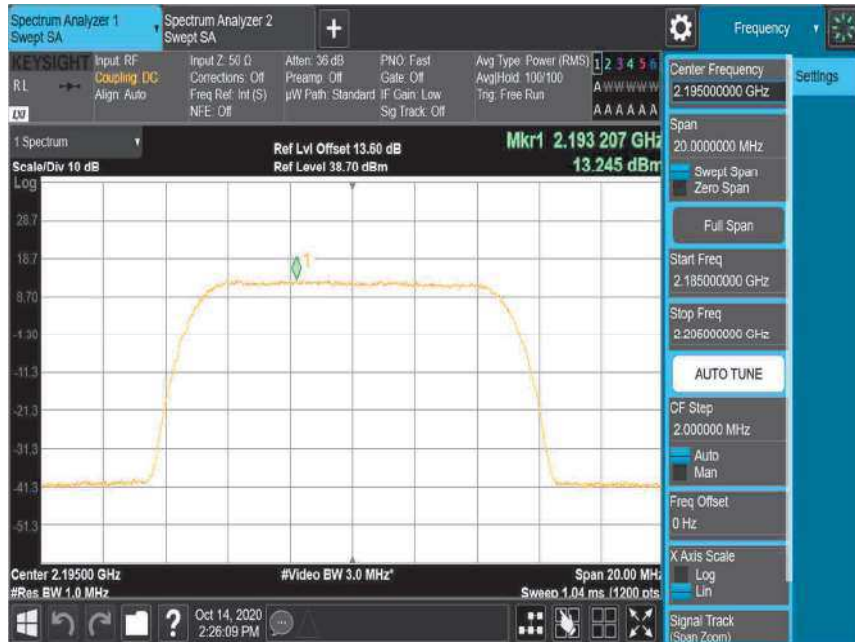 Spectrum Analyzer 1
Swept SA
Spectrum Analyzer 2
Swept SA
+
Frequency
KEYSIGHT
RL
LXI
Input: RF
Coupling: DC
Align: Auto
Input Z: 50 Ω
Corrections: Off
Freq Ref: Int (S)
NFE: Off
Atten: 36 dB
Preamp: Off
µW Path: Standard
PNO: Fast
Gate: Off
IF Gain: Low
Sig Track: Off
Avg Type: Power (RMS)
Avg|Hold: 100/100
Trig: Free Run
1 2 3 4 5 6
A W W W W W
A A A A A A
1 Spectrum
Scale/Div 10 dB
Ref Lvl Offset 13.60 dB
Ref Level 38.70 dBm
Mkr1 2.193 207 GHz
13.245 dBm
Log
28.7
18.7
8.70
-1.30
-11.3
-21.3
-31.3
-41.3
-51.3
1
Center 2.19500 GHz
#Res BW 1.0 MHz
#Video BW 3.0 MHz*
Span 20.00 MHz
Sweep 1.04 ms (1200 pts
Center Frequency
2.195000000 GHz
Settings
Span
20.0000000 MHz
Swept Span
Zero Span
Full Span
Start Freq
2.185000000 GHz
Stop Freq
2.205000000 GHz
AUTO TUNE
CF Step
2.000000 MHz
Auto
Man
Freq Offset
0 Hz
X Axis Scale
Log
Lin
Signal Track
(Span Zoom)
?
Oct 14, 2020
2:26:09 PM